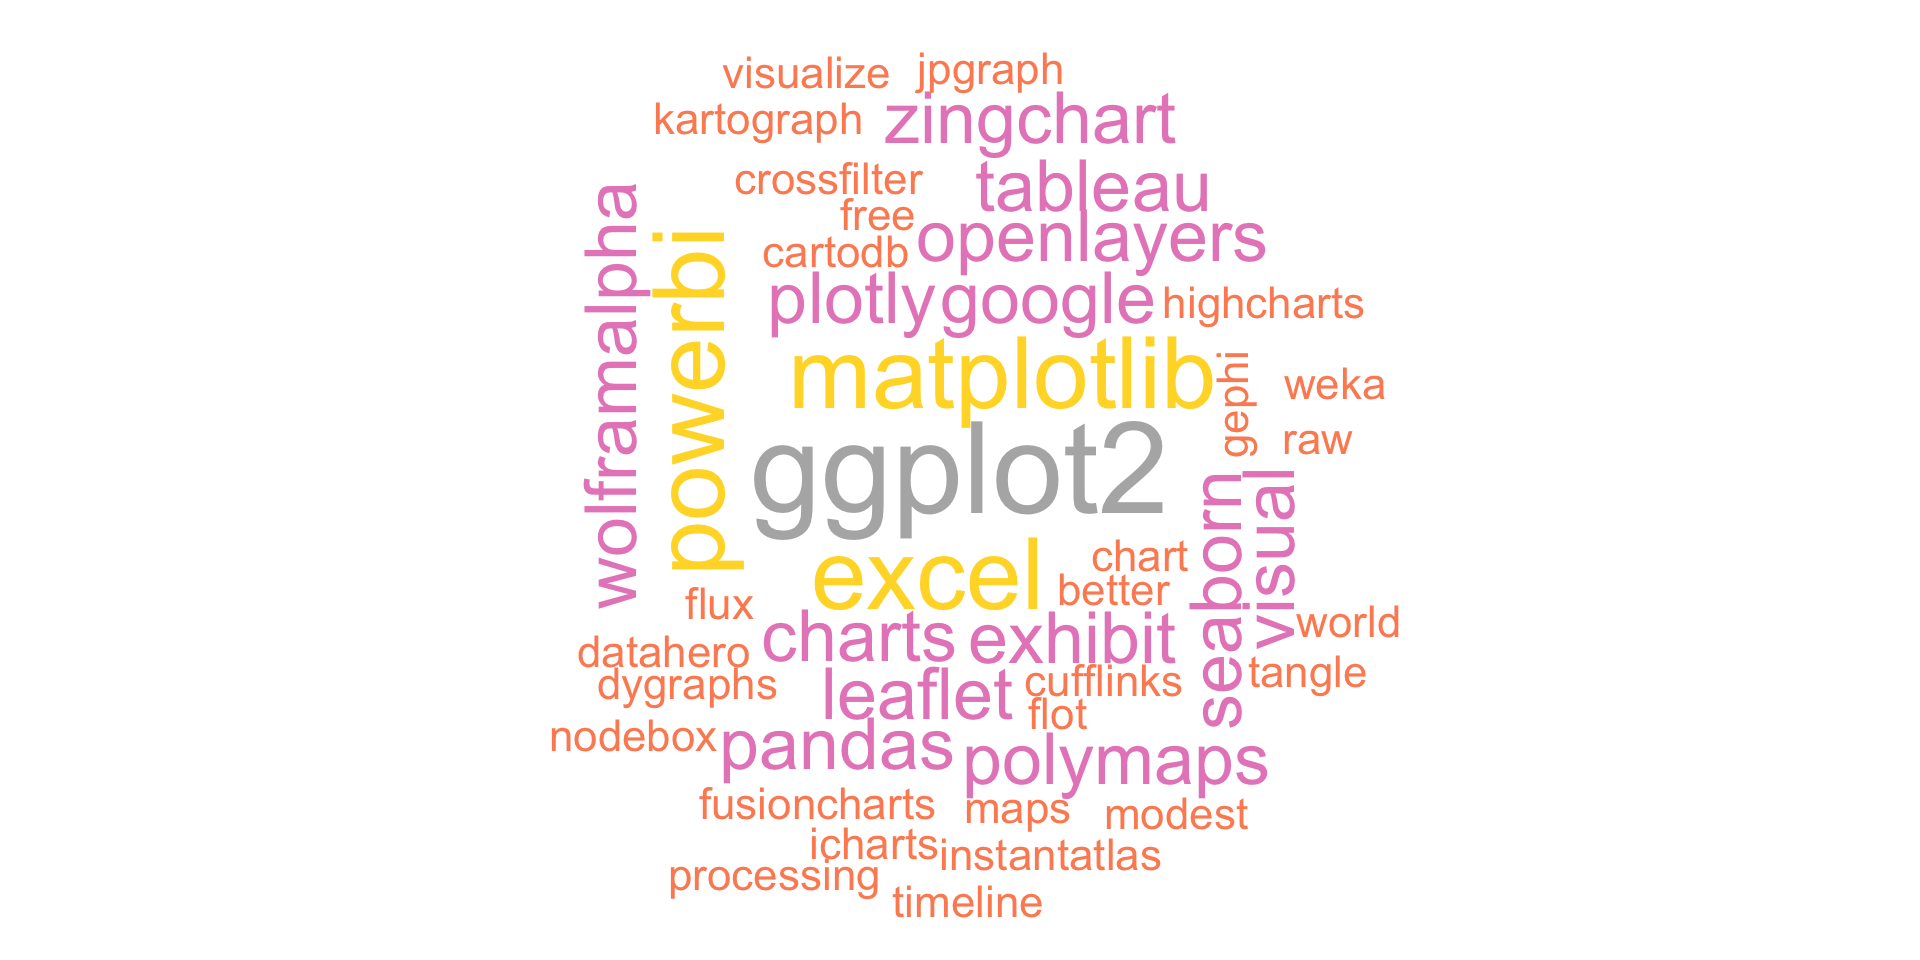 visualize
jpgraph
kartograph
zingchart
crossfilter
tableau
free
openlayers
cartodb
wolframalpha
powerbi
plotly
google
highcharts
matplotlib
gephi
weka
raw
ggplot2
seaborn
visual
excel
chart
better
flux
charts
exhibit
world
datahero
dygraphs
leaflet
cufflinks
tangle
flot
nodebox
pandas
polymaps
fusioncharts
maps
modest
icharts
instantatlas
processing
timeline